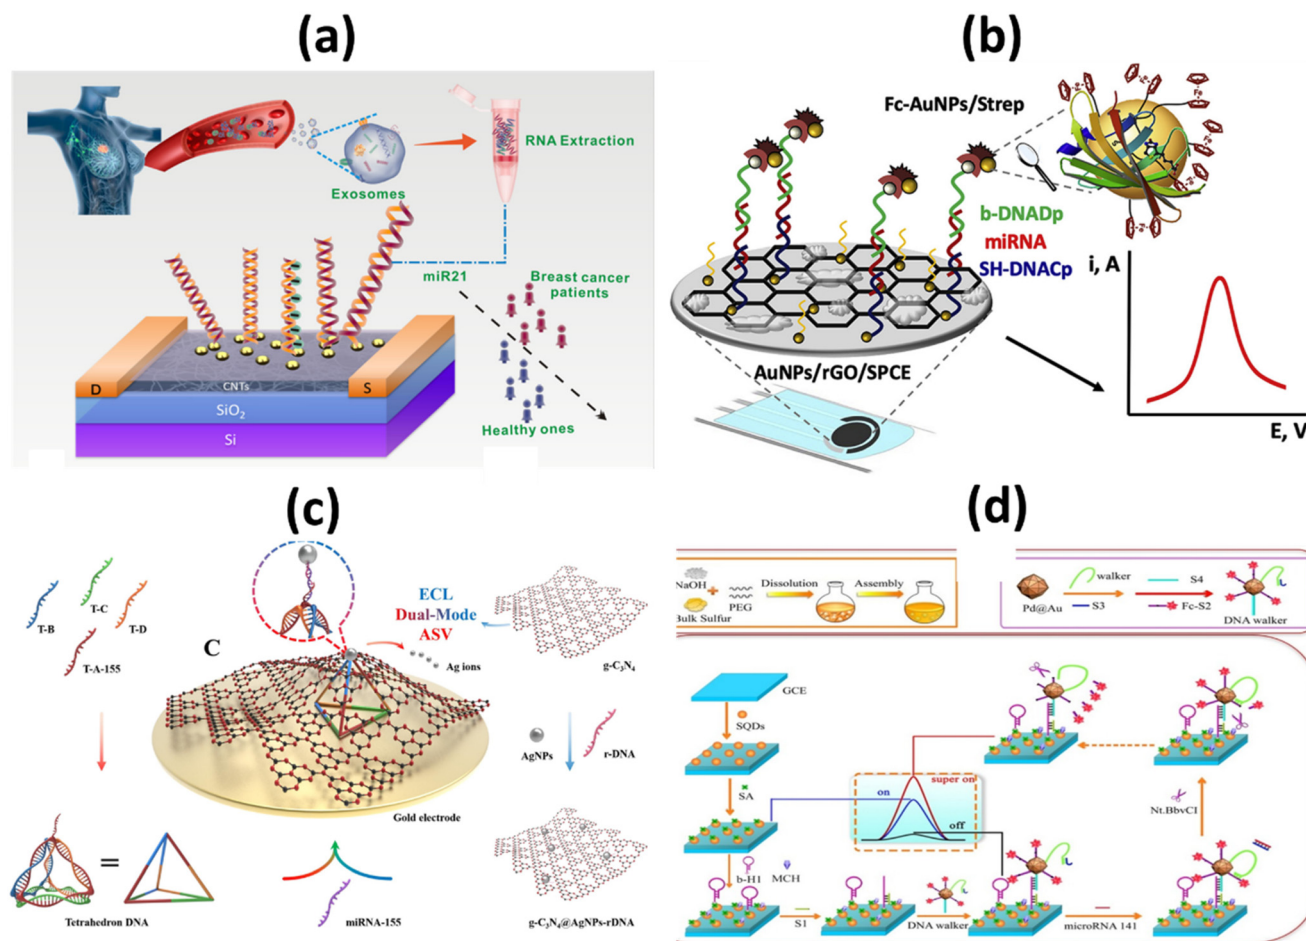 (a)
RNA Extraction
Exosomes
miR21
Breast cancer
patients
Healthy ones
D
CNTs
S
SiO₂
Si
(b)
Fc-AuNPs/Strep
b-DNADp
miRNA
SH-DNACp
i, A
E, V
AuNPs/rGO/SPCE
(c)
T-B
T-C
T-D
T-A-155
C
ECL
Dual-Mode
ASV
Ag ions
g-C₃N₄
AgNPs
r-DNA
Gold electrode
=
Tetrahedron DNA
miRNA-155
g-C₃N₄@AgNPs-rDNA
(d)
NaOH
+
PEG
Bulk Sulfur
Dissolution
Assembly
Pd@Au
+
walker
S3
S4
Fc-S2
DNA walker
GCE
SQDs
SA
super on
on
off
Nt.BbvCI
b-H1
MCH
S1
DNA walker
microRNA 141